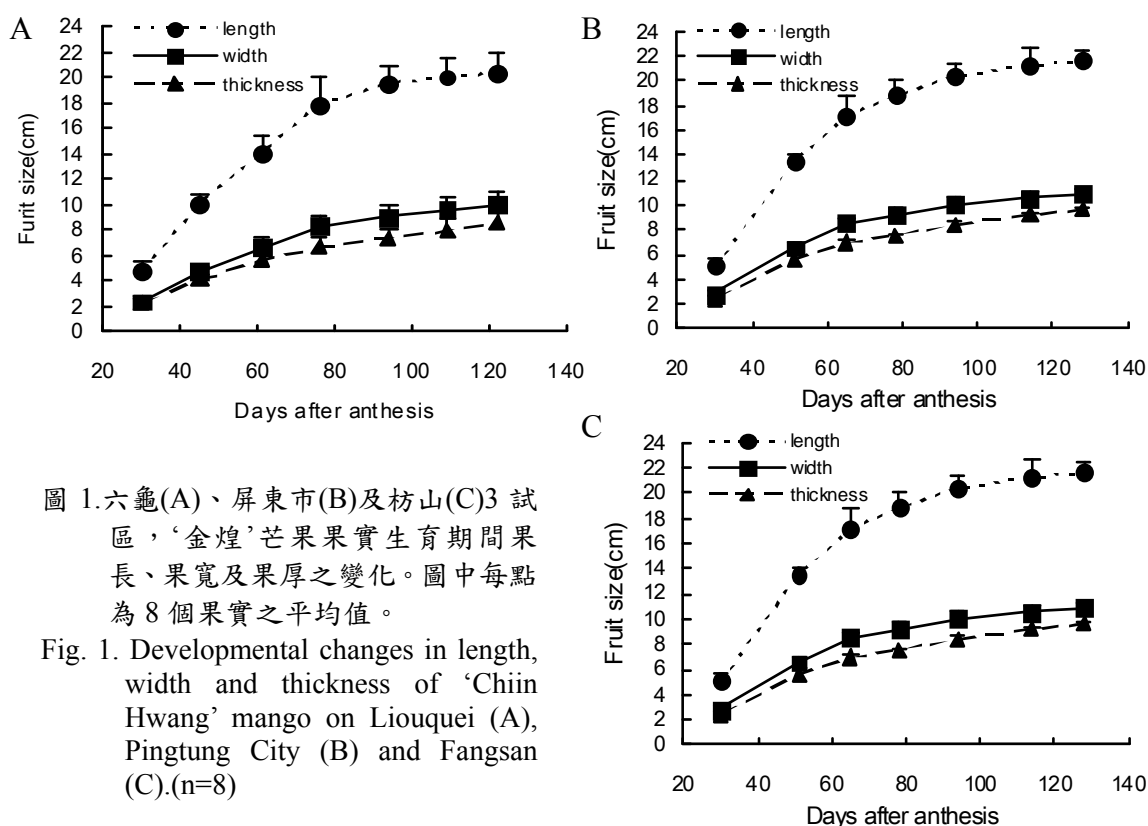 A
length
width
thickness
24
22
20
18
16
14
12
10
8
6
4
2
0
Furit size(cm)
20 40 60 80 100 120 140
Days after anthesis
B
length
width
thickness
24
22
20
18
16
14
12
10
8
6
4
2
0
Fruit size(cm)
20 40 60 80 100 120 140
Days after anthesis
圖 1.六龜(A)、屏東市(B)及枋山(C)3 試
區，‘金煌’芒果果實生育期間果
長、果寬及果厚之變化。圖中每點
為 8 個果實之平均值。
Fig. 1. Developmental changes in length,
width and thickness of ‘Chiin
Hwang’ mango on Liouquei (A),
Pingtung City (B) and Fangsan
(C).(n=8)
C
length
width
thickness
24
22
20
18
16
14
12
10
8
6
4
2
0
Fruit size(cm)
20 40 60 80 100 120 140
Days after anthesis